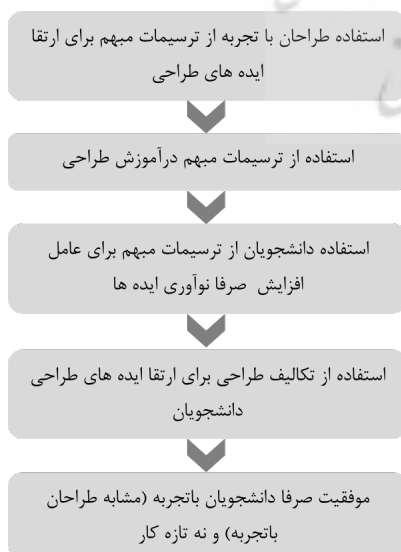 استفاده طراحان با تجربه از ترسیمات مبهم برای ارتقا
ایده های طراحی
استفاده از ترسیمات مبهم درآموزش طراحی
استفاده دانشجویان از ترسیمات مبهم برای عامل
افزایش صرفا نوآوری ایده ها
استفاده از تکالیف طراحی برای ارتقا ایده های طراحی
دانشجویان
موفقیت صرفا دانشجویان باتجربه (مشابه طراحان
باتجربه) و نه تازه کار